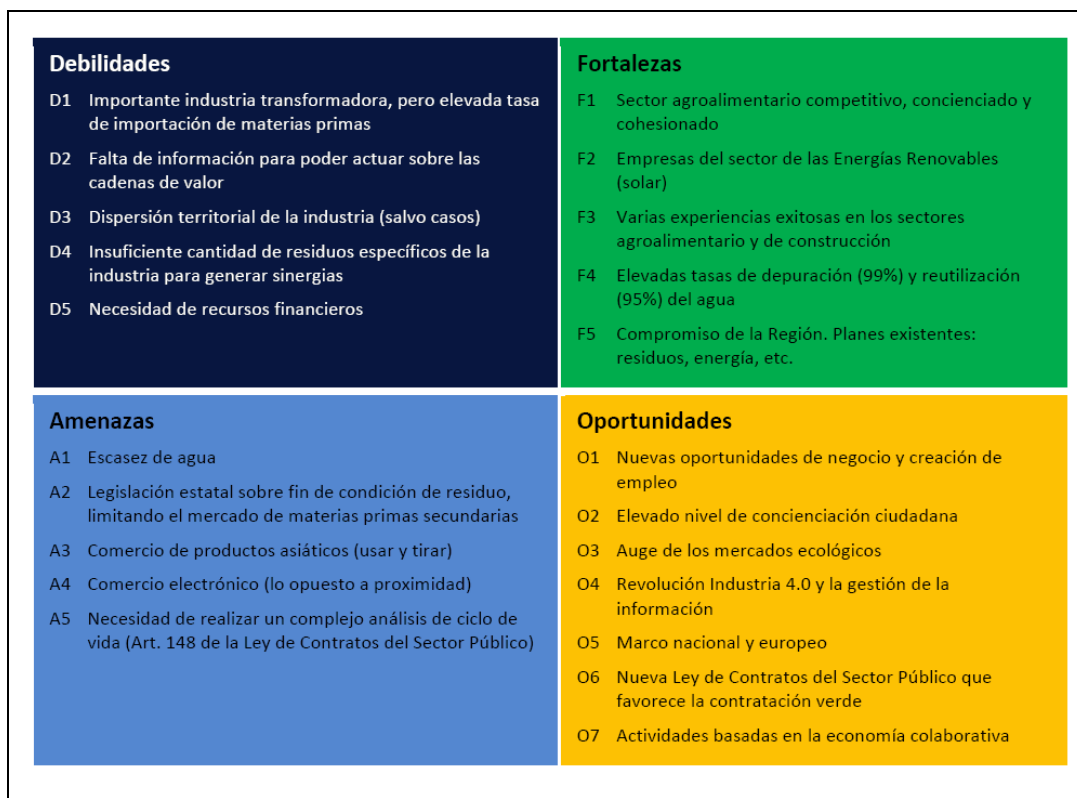 Debilidades
D1 Importante industria transformadora, pero elevada tasa
de importación de materias primas
D2 Falta de información para poder actuar sobre las
cadenas de valor
D3 Dispersión territorial de la industria (salvo casos)
D4 Insuficiente cantidad de residuos específicos de la
industria para generar sinergias
D5 Necesidad de recursos financieros
Fortalezas
F1 Sector agroalimentario competitivo, concienciado y
cohesionado
F2 Empresas del sector de las Energías Renovables
(solar)
F3 Varias experiencias exitosas en los sectores
agroalimentario y de construcción
F4 Elevadas tasas de depuración (99%) y reutilización
(95%) del agua
F5 Compromiso de la Región. Planes existentes:
residuos, energía, etc.
Amenazas
A1 Escasez de agua
A2 Legislación estatal sobre fin de condición de residuo,
limitando el mercado de materias primas secundarias
A3 Comercio de productos asiáticos (usar y tirar)
A4 Comercio electrónico (lo opuesto a proximidad)
A5 Necesidad de realizar un complejo análisis de ciclo de
vida (Art. 148 de la Ley de Contratos del Sector Público)
Oportunidades
O1 Nuevas oportunidades de negocio y creación de
empleo
O2 Elevado nivel de concienciación ciudadana
O3 Auge de los mercados ecológicos
O4 Revolución Industria 4.0 y la gestión de la
información
O5 Marco nacional y europeo
O6 Nueva Ley de Contratos del Sector Público que
favorece la contratación verde
O7 Actividades basadas en la economía colaborativa